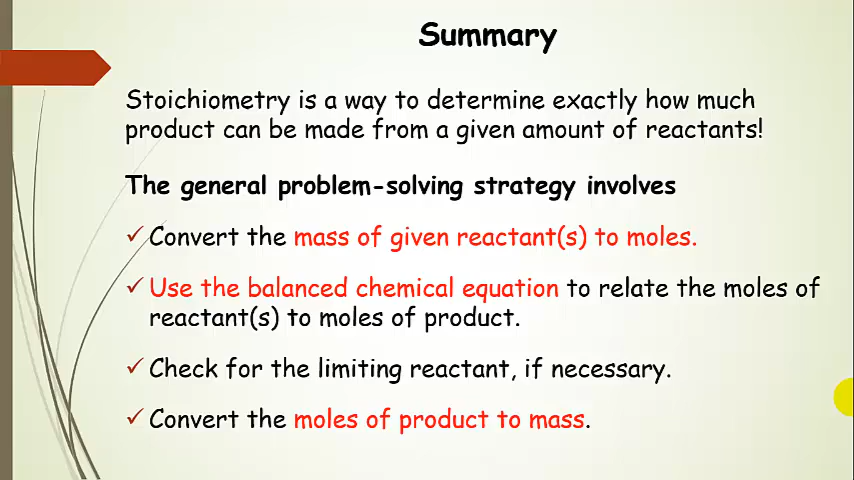 Summary
Stoichiometry is a way to determine exactly how much
product can be made from a given amount of reactants!
The general problem-solving strategy involves
✓Convert the mass of given reactant(s) to moles.
✓Use the balanced chemical equation to relate the moles of
reactant(s) to moles of product.
✓Check for the limiting reactant, if necessary.
✓Convert the moles of product to mass.